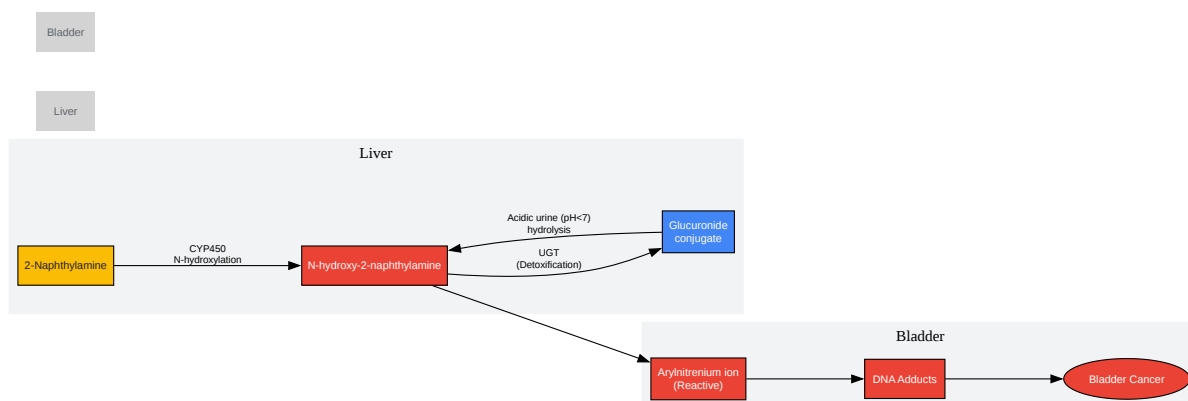 Bladder
Liver
Liver
Acidic urine (pH<7)
hydrolysis
Glucuronide
conjugate
CYP450
N-hydroxylation
UGT
(Detoxification)
2-Naphthylamine
N-hydroxy-2-naphthylamine
Bladder
Arylnitrenium ion
(Reactive)
DNA Adducts
Bladder Cancer